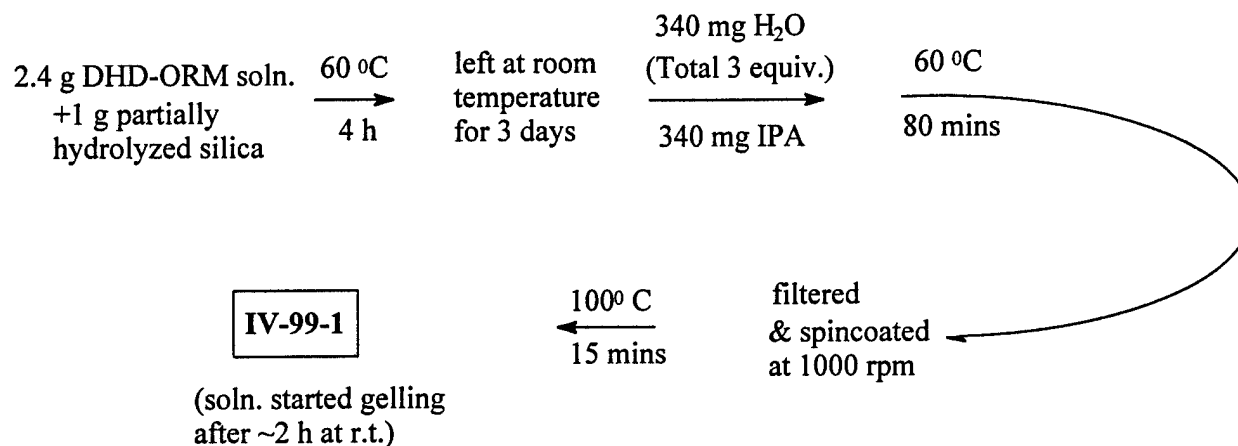 2.4 g DHD-ORM soln.
+1 g partially
hydrolyzed silica
60 ⁰C
4 h
left at room
temperature
for 3 days
340 mg H₂O
(Total 3 equiv.)
340 mg IPA
60 ⁰C
80 mins
filtered
& spincoated
at 1000 rpm
100⁰ C
15 mins
IV-99-1
(soln. started gelling
after ~2 h at r.t.)